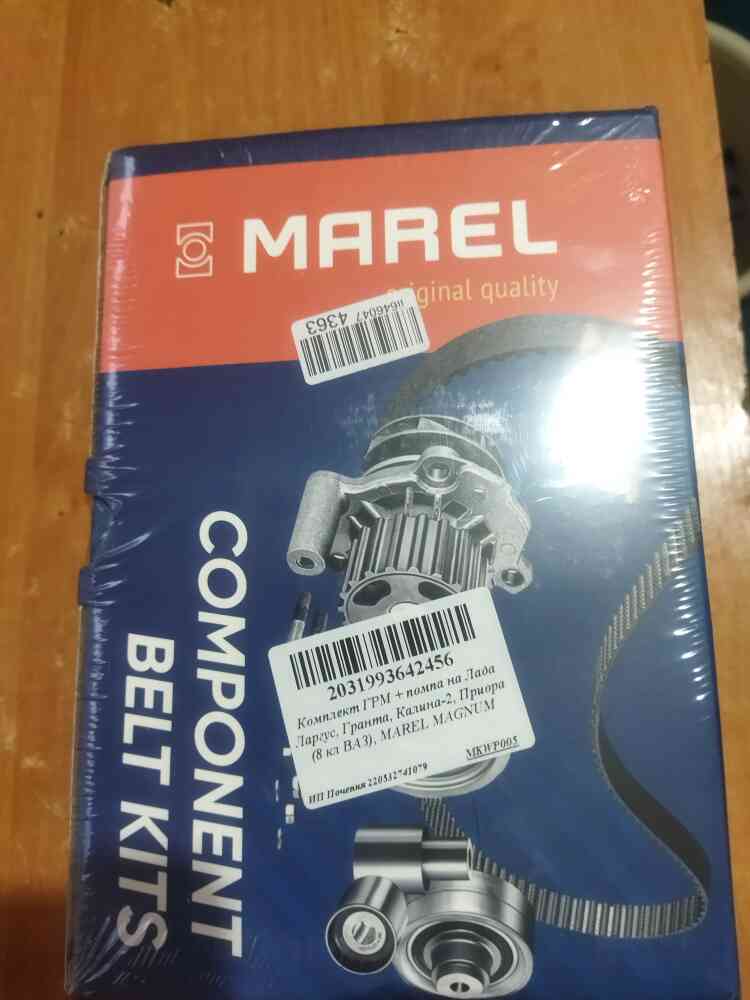 MAREL
original quality
ii646047 4363
COMPONENT
BELT KITS
2031993642456
Комплект ГРМ + помпа на Лада
Ларгус, Гранта, Калина-2, Приора
(8 кл ВАЗ), MAREL MAGNUM
MKWP005
ИП Почепня 220532741079